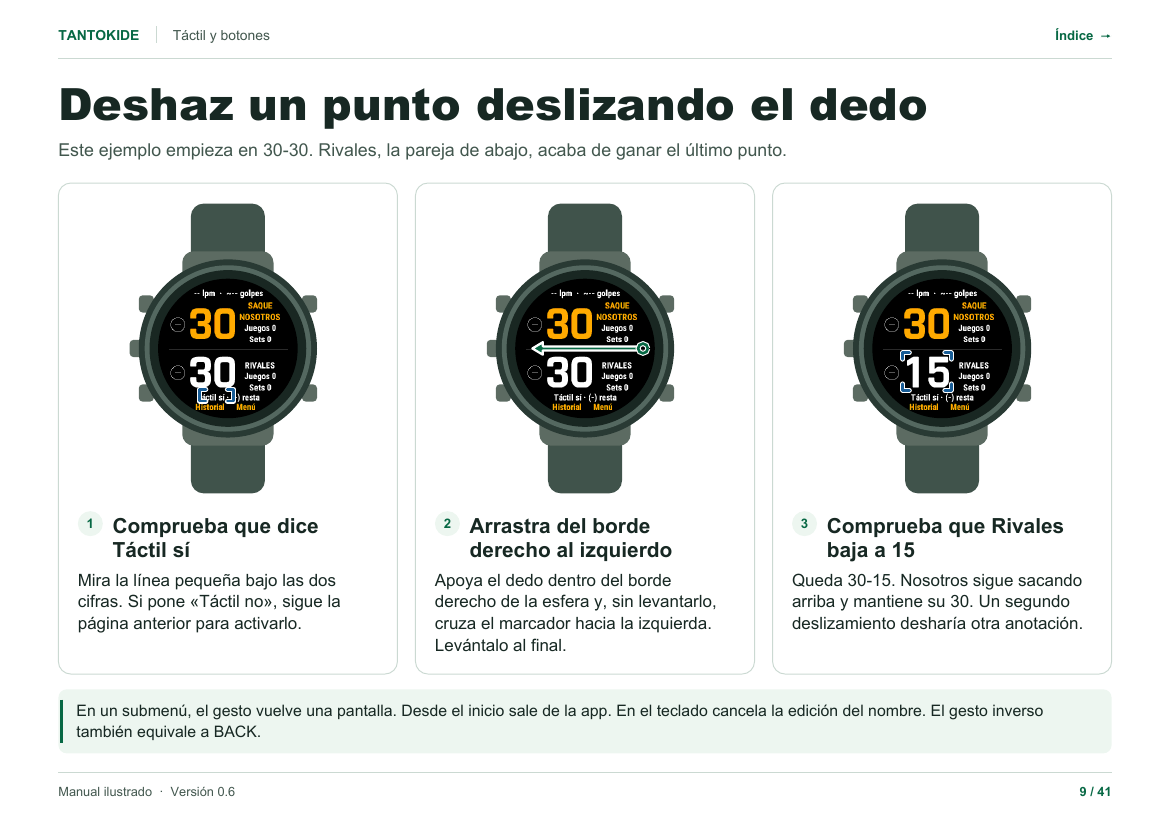 TANTOKIDE
Táctil y botones
Índice →
Deshaz un punto deslizando el dedo
Este ejemplo empieza en 30-30. Rivales, la pareja de abajo, acaba de ganar el último punto.
-- lpm · ~-- golpes
SAQUE
30 NOSOTROS
Juegos 0
Sets 0
30 RIVALES
Juegos 0
Sets 0
Táctil sí · (-) resta
Historial Menú
-- lpm · ~-- golpes
SAQUE
30 NOSOTROS
Juegos 0
Sets 0
30 RIVALES
Juegos 0
Sets 0
Táctil sí · (-) resta
Historial Menú
-- lpm · ~-- golpes
SAQUE
30 NOSOTROS
Juegos 0
Sets 0
15 RIVALES
Juegos 0
Sets 0
Táctil sí · (-) resta
Historial Menú
1 Comprueba que dice
Táctil sí
Mira la línea pequeña bajo las dos
cifras. Si pone «Táctil no», sigue la
página anterior para activarlo.
2 Arrastra del borde
derecho al izquierdo
Apoya el dedo dentro del borde
derecho de la esfera y, sin levantarlo,
cruza el marcador hacia la izquierda.
Levántalo al final.
3 Comprueba que Rivales
baja a 15
Queda 30-15. Nosotros sigue sacando
arriba y mantiene su 30. Un segundo
deslizamiento desharía otra anotación.
En un submenú, el gesto vuelve una pantalla. Desde el inicio sale de la app. En el teclado cancela la edición del nombre. El gesto inverso
también equivale a BACK.
Manual ilustrado · Versión 0.6
9 / 41